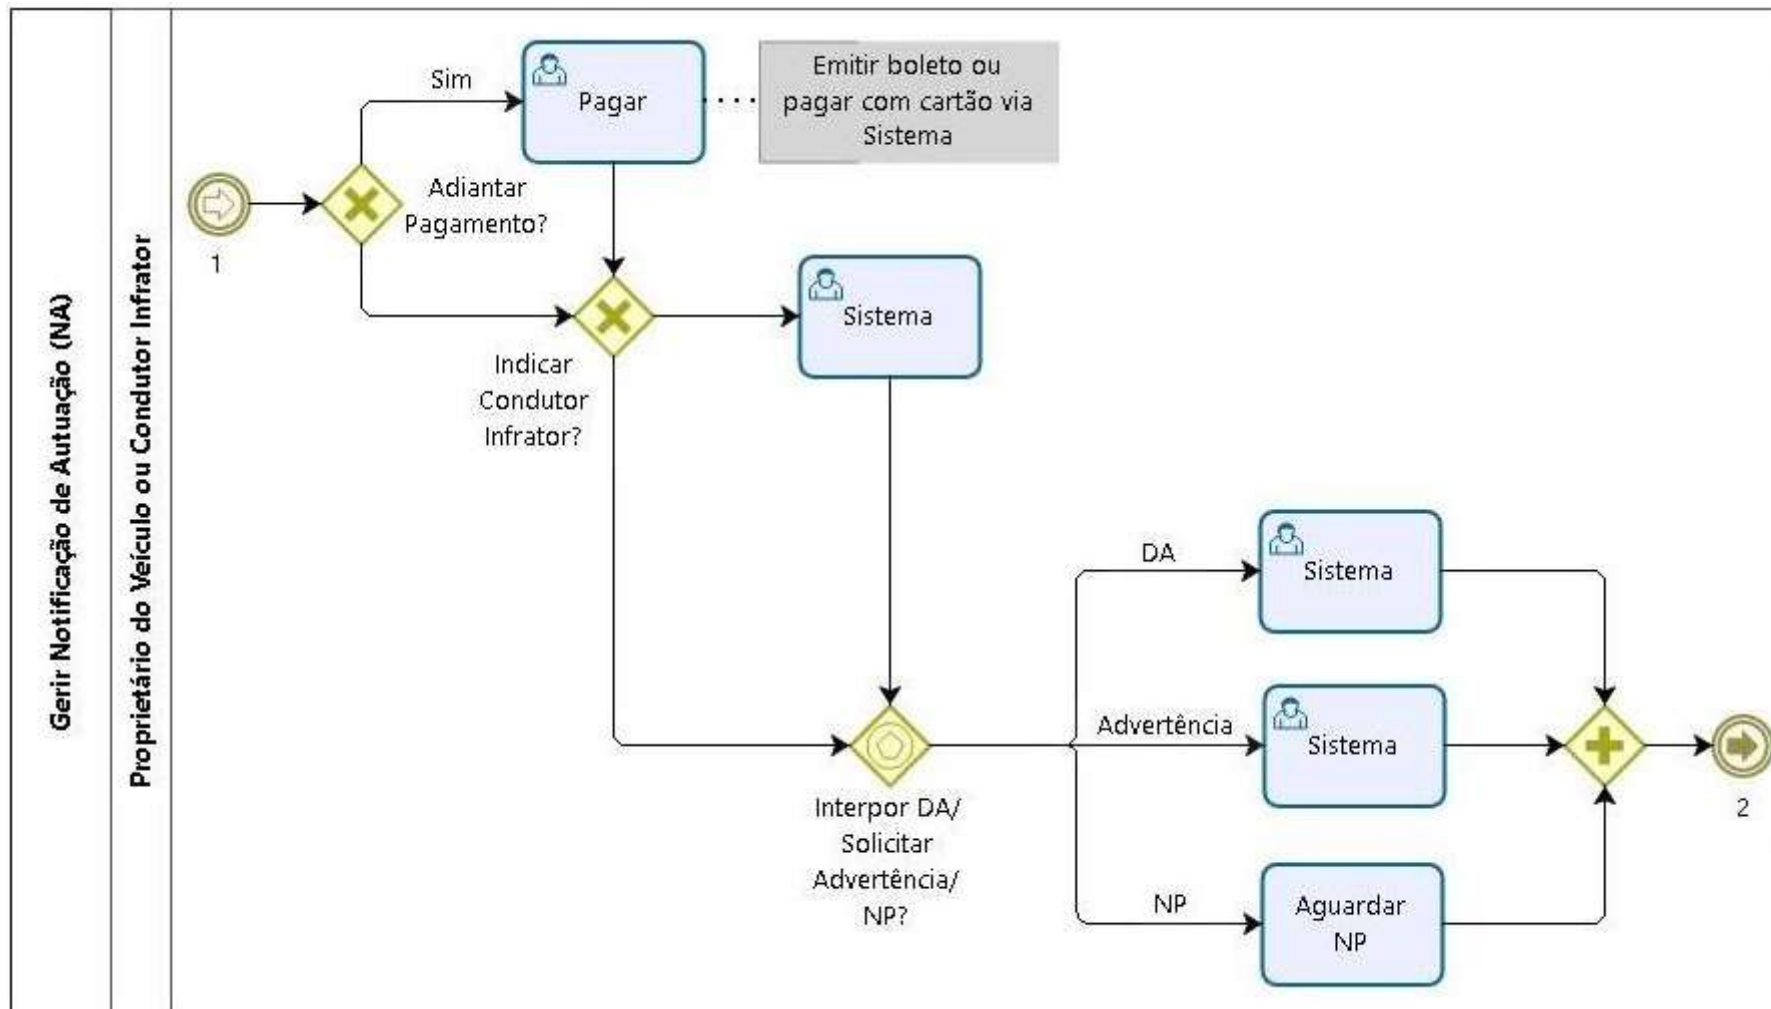 Gerir Notificação de Autuação (NA)
Proprietário do Veículo ou Condutor Infrator
1
Adiantar
Pagamento?
Sim
Pagar
Emitir boleto ou
pagar com cartão via
Sistema
Indicar
Condutor
Infrator?
Sistema
Interpor DA/
Solicitar
Advertência/
NP?
DA
Sistema
Advertência
Sistema
NP
Aguardar
NP
2